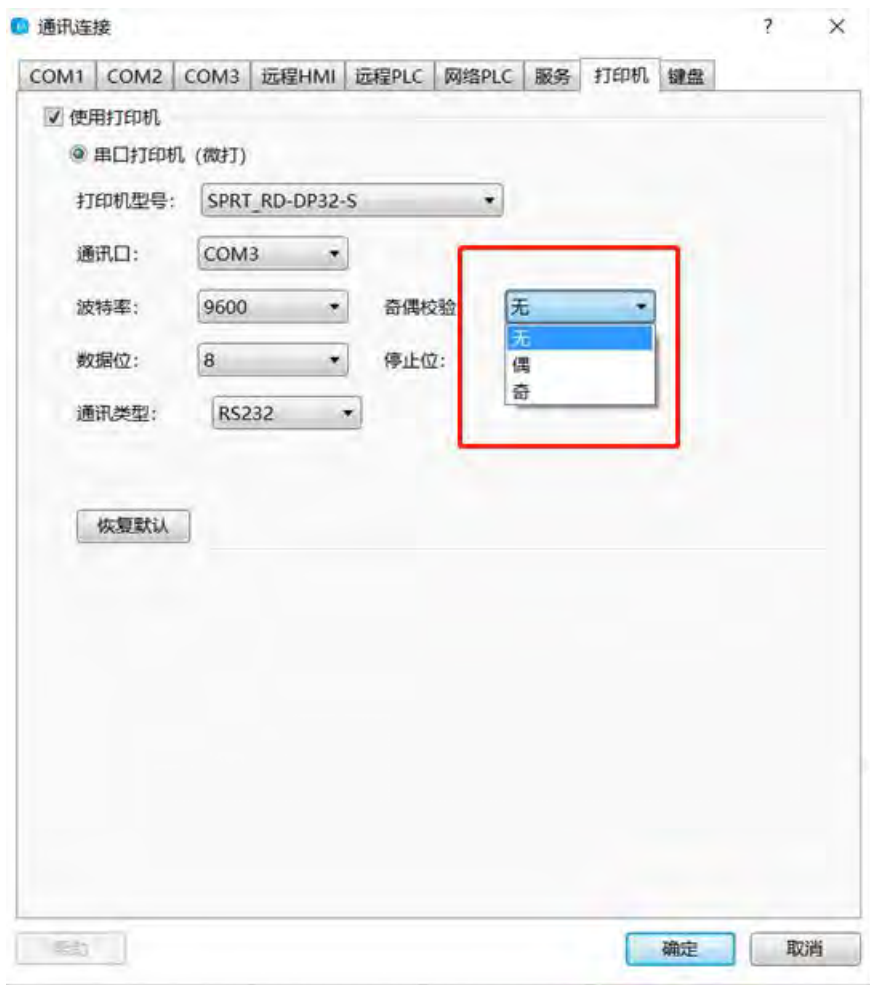 通讯连接 ?
COM1 COM2 COM3 远程HMI 远程PLC 网络PLC 服务 打印机 键盘
使用打印机
串口打印机 (微打)
打印机型号: SPRT_RD-DP32-S
通讯口: COM3
波特率: 9600 奇偶校验 无
无
数据位: 8 停止位: 偶
奇
通讯类型: RS232
恢复默认
帮助 确定 取消